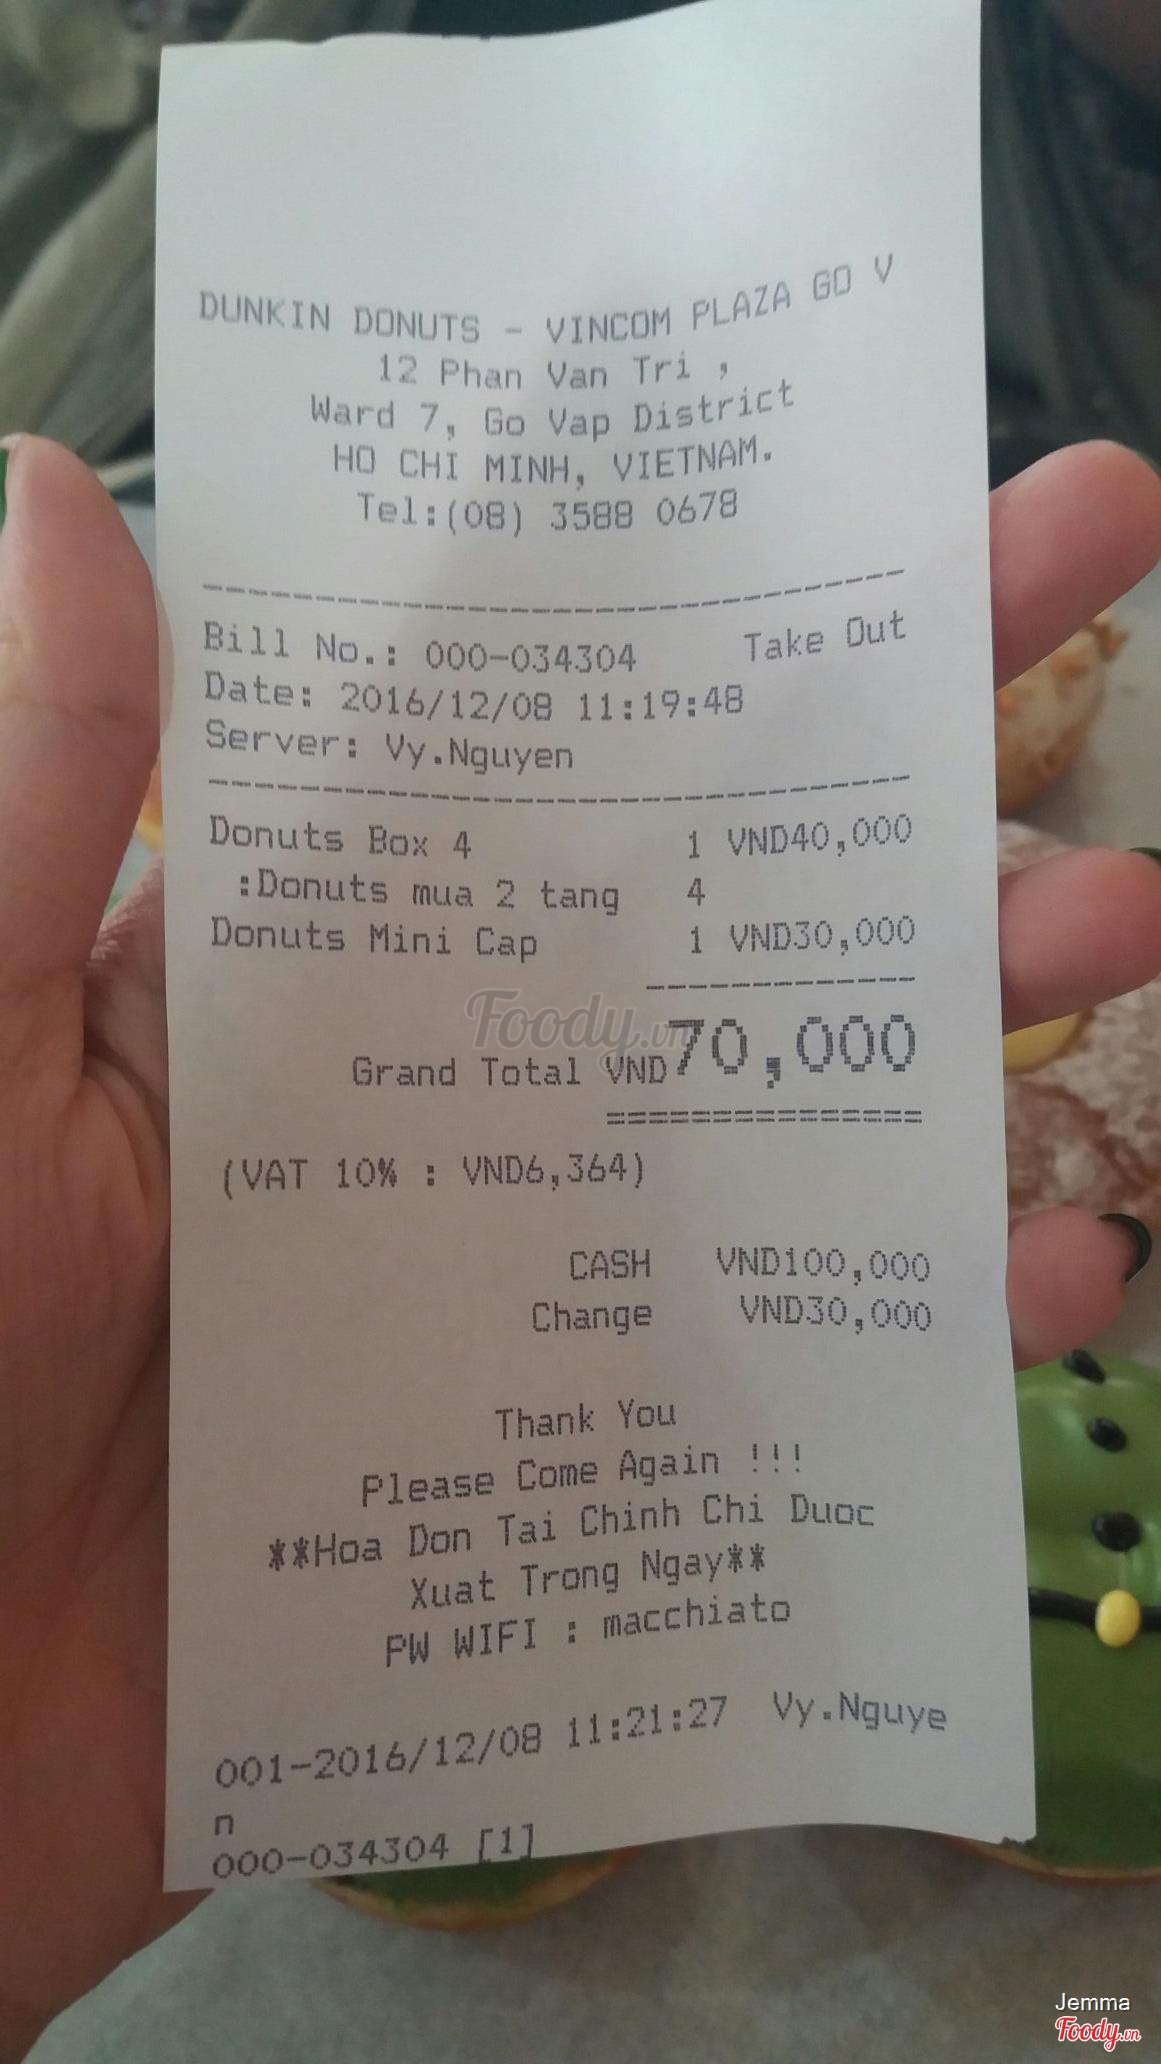 DUNKIN DONUTS - VINCOM PLAZA GO V
12 Phan Van Tri ,
Ward 7, Go Vap District
HO CHI MINH, VIETNAM.
Tel:(08) 3588 0678
Bill No.: 000-034304 Take Out
Date: 2016/12/08 11:19:48
Server: Vy.Nguyen
Donuts Box 4 1 VND40,000
:Donuts mua 2 tang 4
Donuts Mini Cap 1 VND30,000
Foody.vn
Grand Total VND70,000
(VAT 10% : VND6,364)
CASH VND100,000
Change VND30,000
Thank You
Please Come Again !!!
**Hoa Don Tai Chinh Chi Duoc
Xuat Trong Ngay**
PW WIFI : macchiato
001-2016/12/08 11:21:27 Vy.Nguye
n
000-034304 [1]
Jemma
Foody.vn